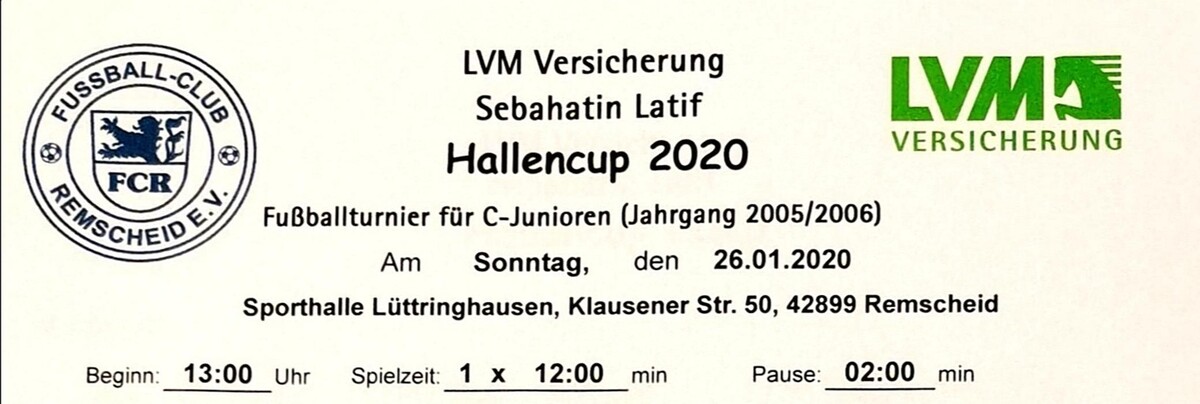 FUSSBALL-CLUB
FCR
REMSCHEID E.V.
LVM Versicherung
Sebahatin Latif
Hallencup 2020
LVM
VERSICHERUNG
Fußballturnier für C-Junioren (Jahrgang 2005/2006)
Am Sonntag, den 26.01.2020
Sporthalle Lüttringhausen, Klausener Str. 50, 42899 Remscheid
Beginn: 13:00 Uhr Spielzeit: 1 x 12:00 min Pause: 02:00 min